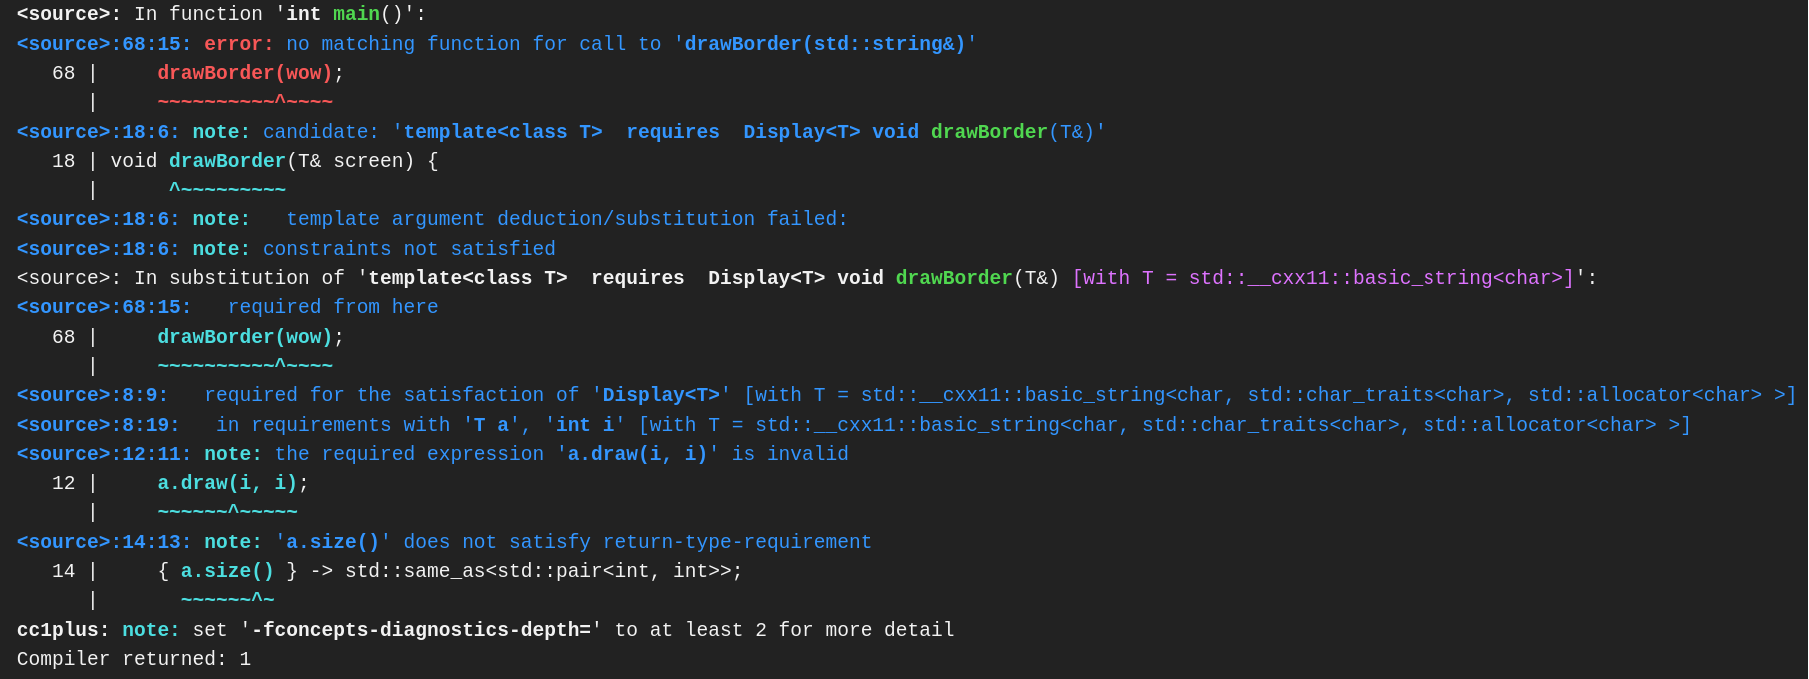 <source>: In function 'int main()':
<source>:68:15: error: no matching function for call to 'drawBorder(std::string&)'
   68 |     drawBorder(wow);
      |     ~~~~~~~~~~^~~~~
<source>:18:6: note: candidate: 'template<class T>  requires  Display<T> void drawBorder(T&)'
   18 | void drawBorder(T& screen) {
      |      ^~~~~~~~~~
<source>:18:6: note:   template argument deduction/substitution failed:
<source>:18:6: note: constraints not satisfied
<source>: In substitution of 'template<class T>  requires  Display<T> void drawBorder(T&) [with T = std::__cxx11::basic_string<char>]':
<source>:68:15:   required from here
   68 |     drawBorder(wow);
      |     ~~~~~~~~~~^~~~~
<source>:8:9:   required for the satisfaction of 'Display<T>' [with T = std::__cxx11::basic_string<char, std::char_traits<char>, std::allocator<char> >]
<source>:8:19:   in requirements with 'T a', 'int i' [with T = std::__cxx11::basic_string<char, std::char_traits<char>, std::allocator<char> >]
<source>:12:11: note: the required expression 'a.draw(i, i)' is invalid
   12 |     a.draw(i, i);
      |     ~~~~~~^~~~~~
<source>:14:13: note: 'a.size()' does not satisfy return-type-requirement
   14 |     { a.size() } -> std::same_as<std::pair<int, int>>;
      |       ~~~~~~^~
cc1plus: note: set '-fconcepts-diagnostics-depth=' to at least 2 for more detail
Compiler returned: 1